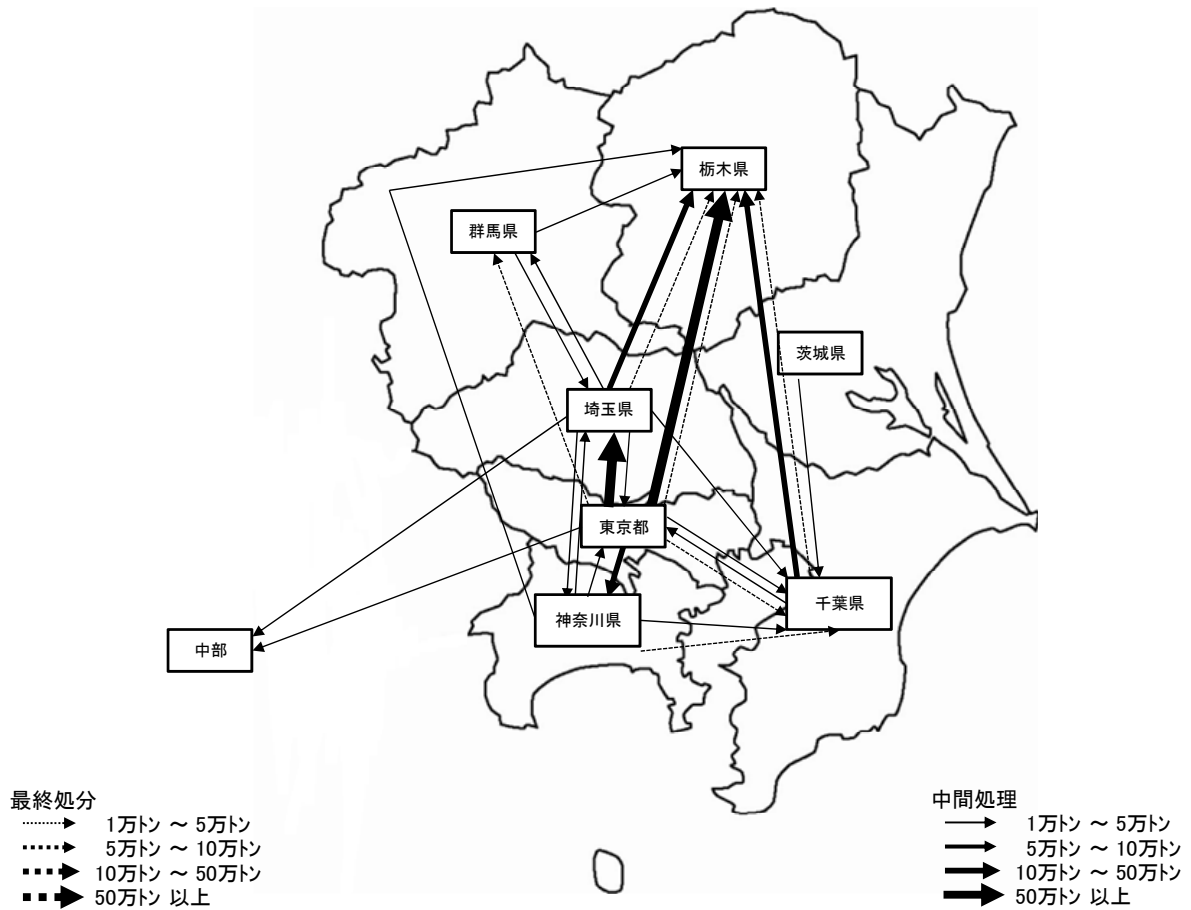 栃木県
群馬県
茨城県
埼玉県
東京都
千葉県
神奈川県
中部
最終処分
1万トン ~ 5万トン
5万トン ~ 10万トン
10万トン ~ 50万トン
50万トン 以上
中間処理
1万トン ~ 5万トン
5万トン ~ 10万トン
10万トン ~ 50万トン
50万トン 以上